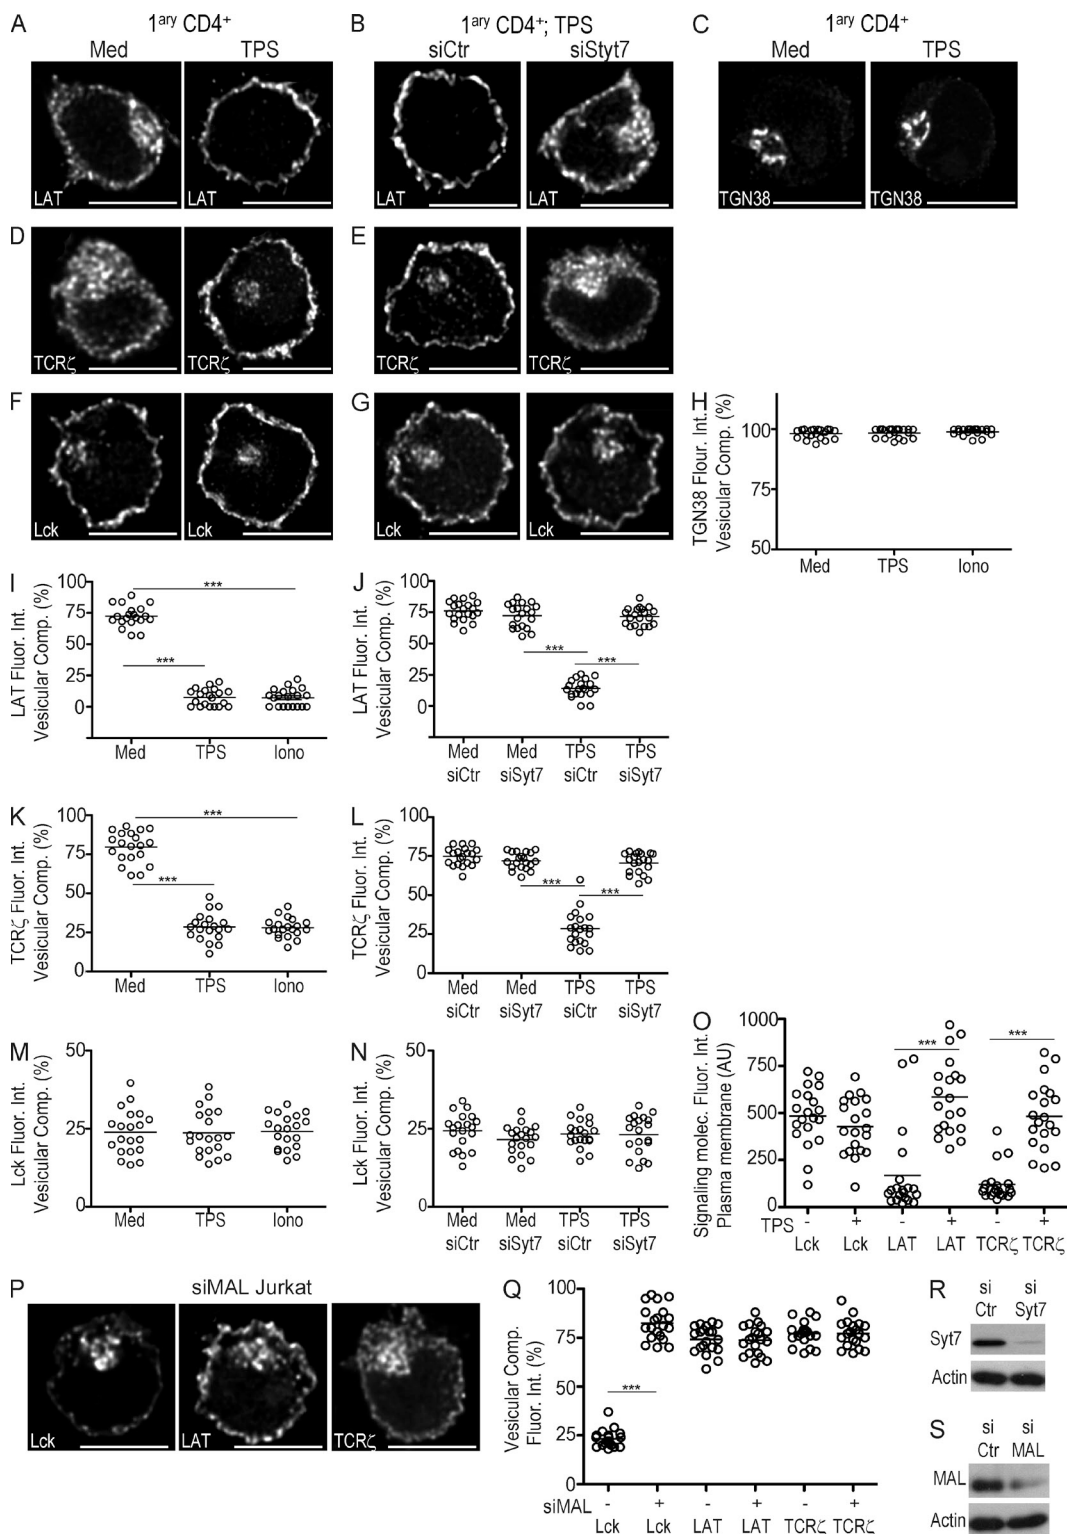 A 1ary CD4+ B 1ary CD4+; TPS C 1ary CD4+
Med TPS siCtr siStyt7 Med TPS
LAT LAT LAT LAT TGN38 TGN38
D E
TCRζ TCRζ TCRζ TCRζ
F G
Lck Lck Lck Lck
H TGN38 Flour. Int.
Vesicular Comp. (%)
100
75
50
Med TPS Iono
I LAT Fluor. Int.
Vesicular Comp. (%)
100
75
25
0
***
***
Med TPS Iono
J LAT Fluor. Int.
Vesicular Comp. (%)
100
75
25
0
*** ***
Med Med TPS TPS
siCtr siSyt7 siCtr siSyt7
K TCRζ Fluor. Int.
Vesicular Comp. (%)
100
75
50
25
0
***
***
Med TPS Iono
L TCRζ Fluor. Int.
Vesicular Comp. (%)
100
75
50
25
0
*** ***
Med Med TPS TPS
siCtr siSyt7 siCtr siSyt7
M Lck Fluor. Int.
Vesicular Comp. (%)
50
25
0
Med TPS Iono
N Lck Fluor. Int.
Vesicular Comp. (%)
50
25
0
Med Med TPS TPS
siCtr siSyt7 siCtr siSyt7
O Signaling molec. Fluor. Int.
Plasma membrane (AU)
1000
750
500
250
0
*** ***
TPS - + - + - +
Lck Lck LAT LAT TCRζ TCRζ
P siMAL Jurkat
Lck LAT TCRζ
Q Vesicular Comp.
Fluor. Int. (%)
100
75
50
25
0
***
siMAL - + - + - +
Lck Lck LAT LAT TCRζ TCRζ
R si si
Ctr Syt7
Syt7
Actin
S si si
Ctr MAL
MAL
Actin